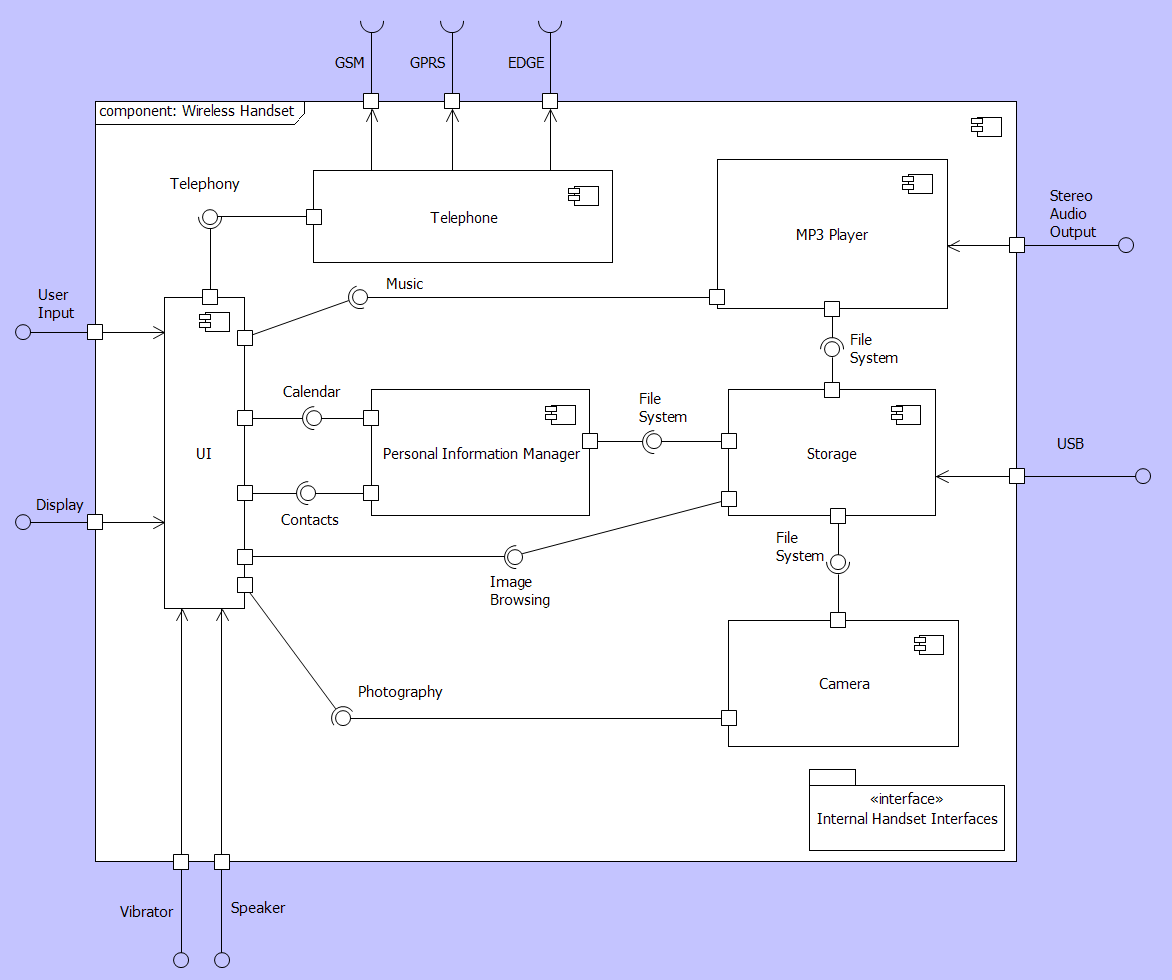 GSM
GPRS
EDGE
component: Wireless Handset
Telephony
Telephone
MP3 Player
Stereo
Audio
Output
User
Input
Music
File
System
Calendar
File
System
UI
Personal Information Manager
Storage
USB
Display
Contacts
File
System
Image
Browsing
Photography
Camera
«interface»
Internal Handset Interfaces
Vibrator
Speaker